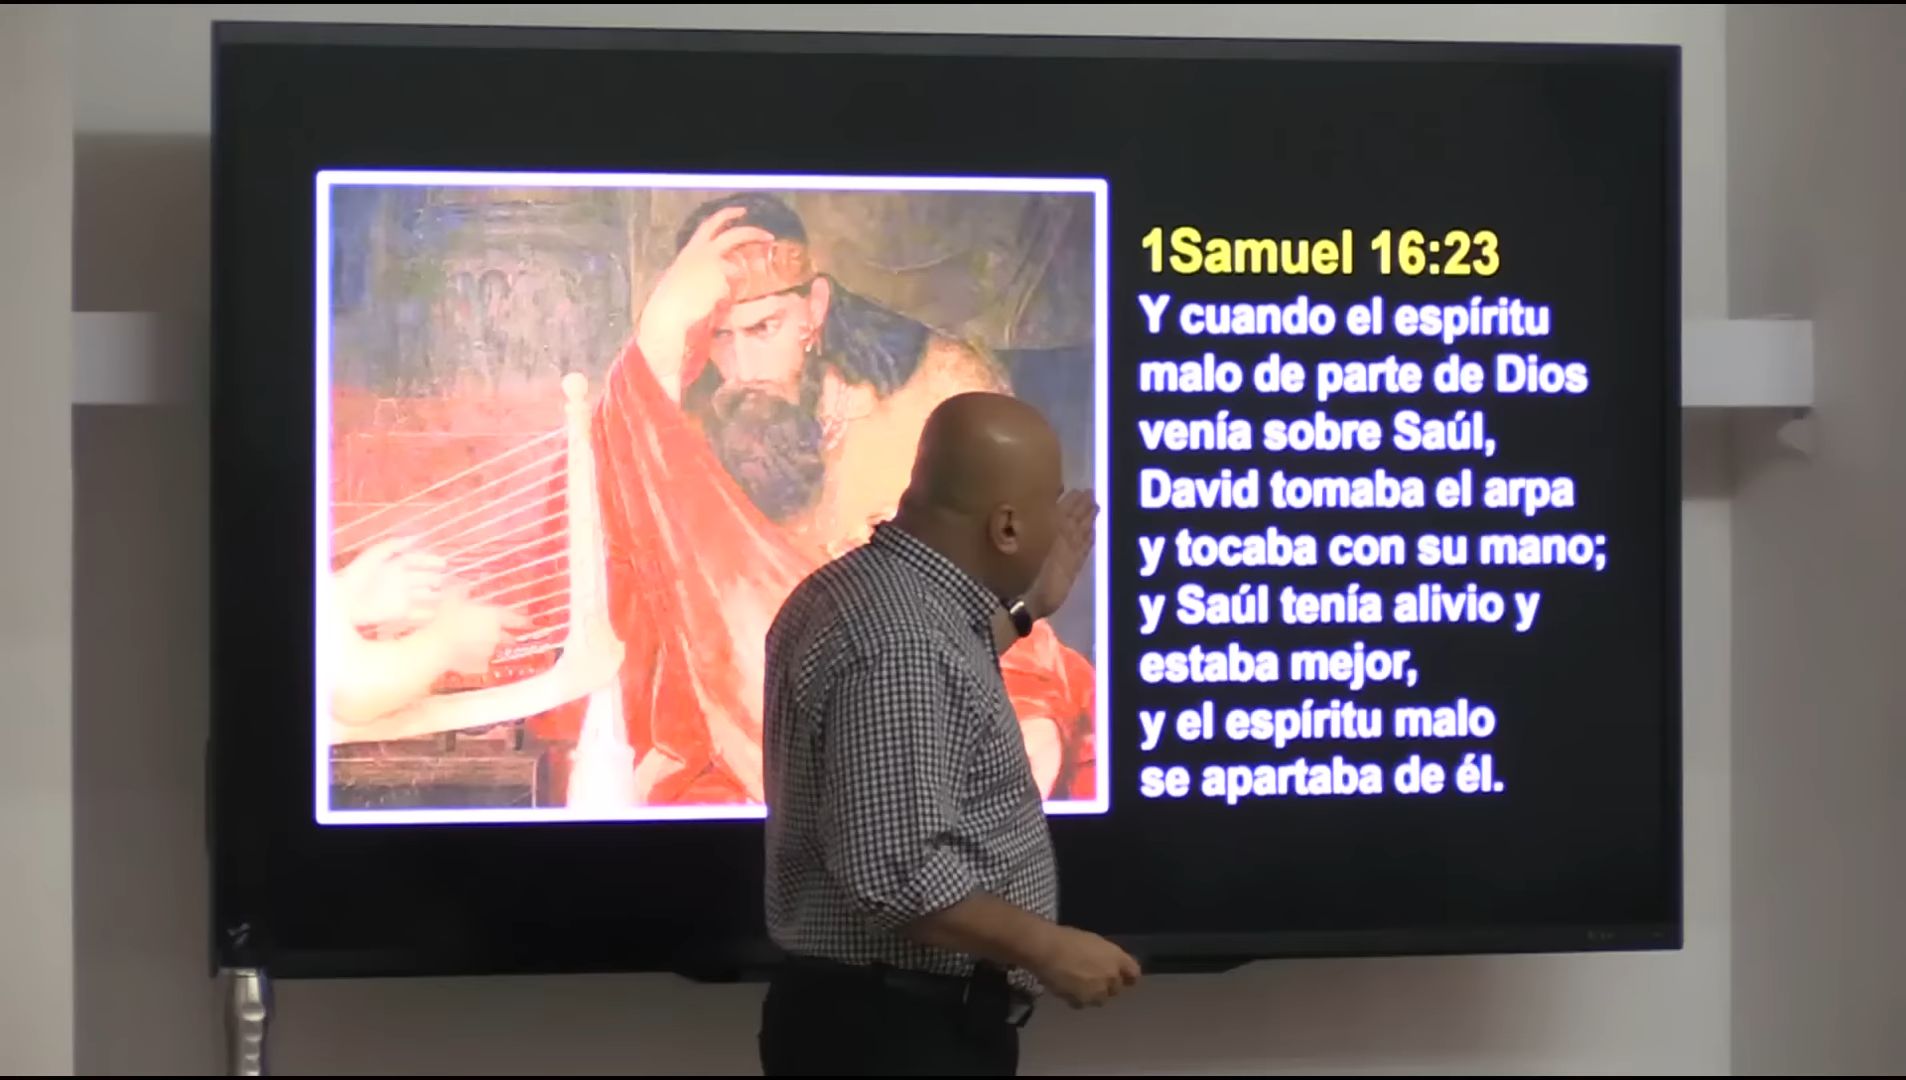 1Samuel 16:23
Y cuando el espíritu
malo de parte de Dios
venía sobre Saúl,
David tomaba el arpa
y tocaba con su mano;
y Saúl tenía alivio y
estaba mejor,
y el espíritu malo
se apartaba de él.